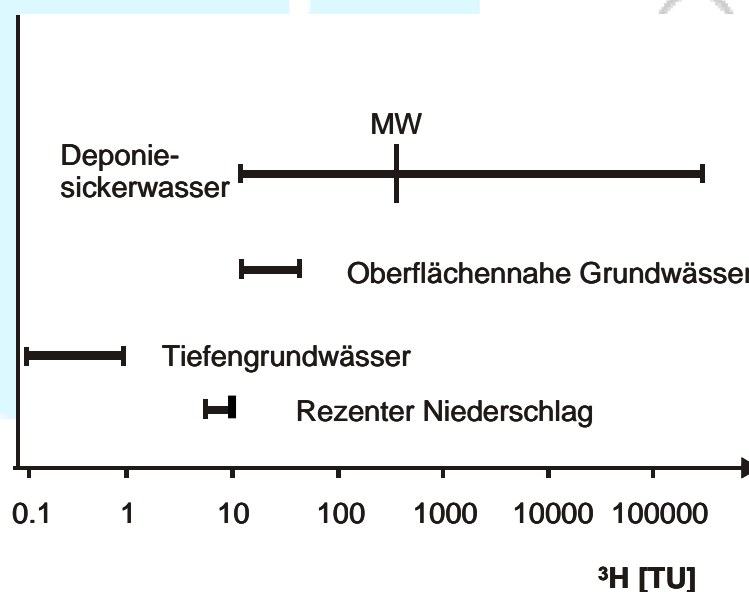 MW
Deponie-
sickerwasser
Oberflächennahe Grundwässer
Tiefengrundwässer
Rezenter Niederschlag
0.1 1 10 100 1000 10000 100000
³H [TU]